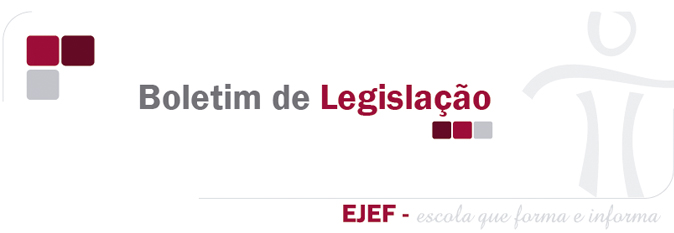 Boletim de Legislação
EJEF - escola que forma e informa